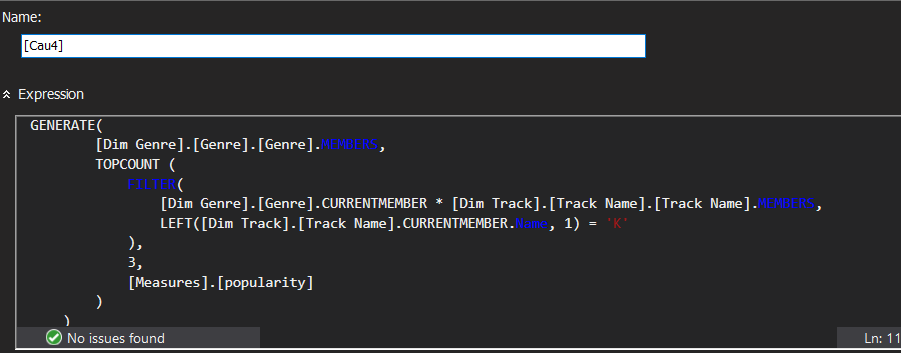 Name:
[Cau4]
Expression
GENERATE(
[Dim Genre].[Genre].[Genre].MEMBERS,
TOPCOUNT (
FILTER(
[Dim Genre].[Genre].CURRENTMEMBER * [Dim Track].[Track Name].[Track Name].MEMBERS,
LEFT([Dim Track].[Track Name].CURRENTMEMBER.Name, 1) = 'K'
),
3,
[Measures].[popularity]
)
)
No issues found
Ln: 11